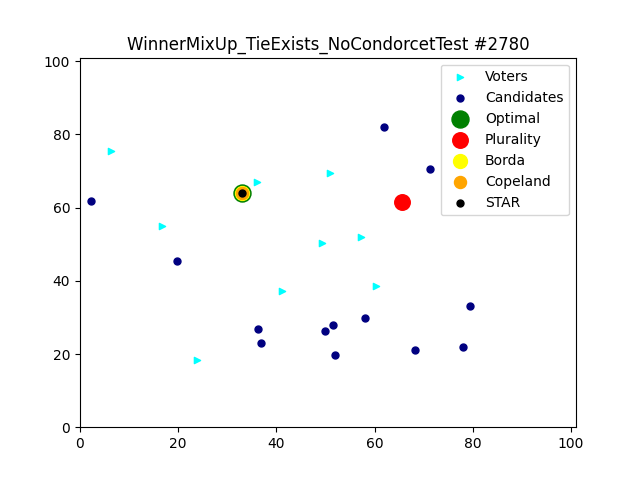 WinnerMixUp_TieExists_NoCondorcetTest #2780
100
80
60
40
20
0
0 20 40 60 80 100
Voters
Candidates
Optimal
Plurality
Borda
Copeland
STAR